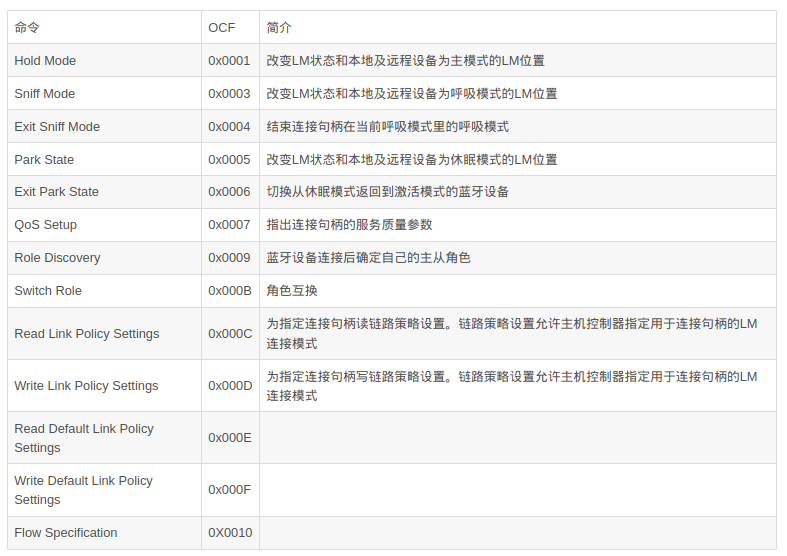 命令 OCF 简介
Hold Mode 0x0001 改变LM状态和本地及远程设备为主模式的LM位置
Sniff Mode 0x0003 改变LM状态和本地及远程设备为呼吸模式的LM位置
Exit Sniff Mode 0x0004 结束连接句柄在当前呼吸模式里的呼吸模式
Park State 0x0005 改变LM状态和本地及远程设备为休眠模式的LM位置
Exit Park State 0x0006 切换从休眠模式返回到激活模式的蓝牙设备
QoS Setup 0x0007 指出连接句柄的服务质量参数
Role Discovery 0x0009 蓝牙设备连接后确定自己的主从角色
Switch Role 0x000B 角色互换
Read Link Policy Settings 0x000C 为指定连接句柄读链路策略设置。链路策略设置允许主机控制器指定用于连接句柄的LM
连接模式
Write Link Policy Settings 0x000D 为指定连接句柄写链路策略设置。链路策略设置允许主机控制器指定用于连接句柄的LM
连接模式
Read Default Link Policy
Settings 0x000E
Write Default Link Policy
Settings 0x000F
Flow Specification 0X0010